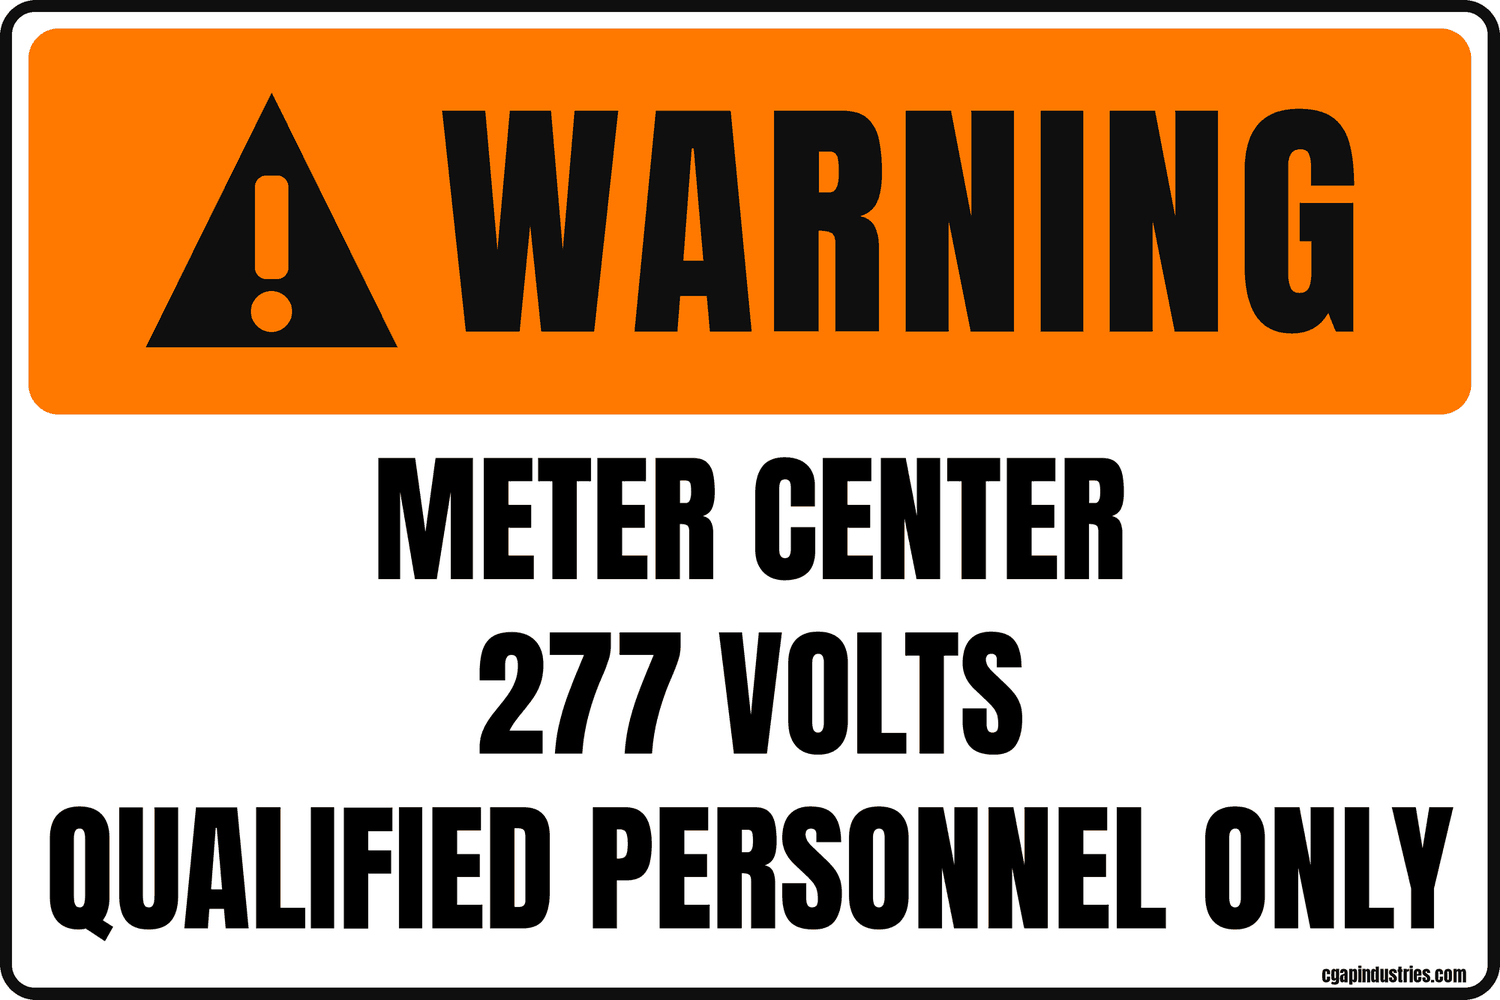 WARNING
METER CENTER
277 VOLTS
QUALIFIED PERSONNEL ONLY
cgapindustries.com